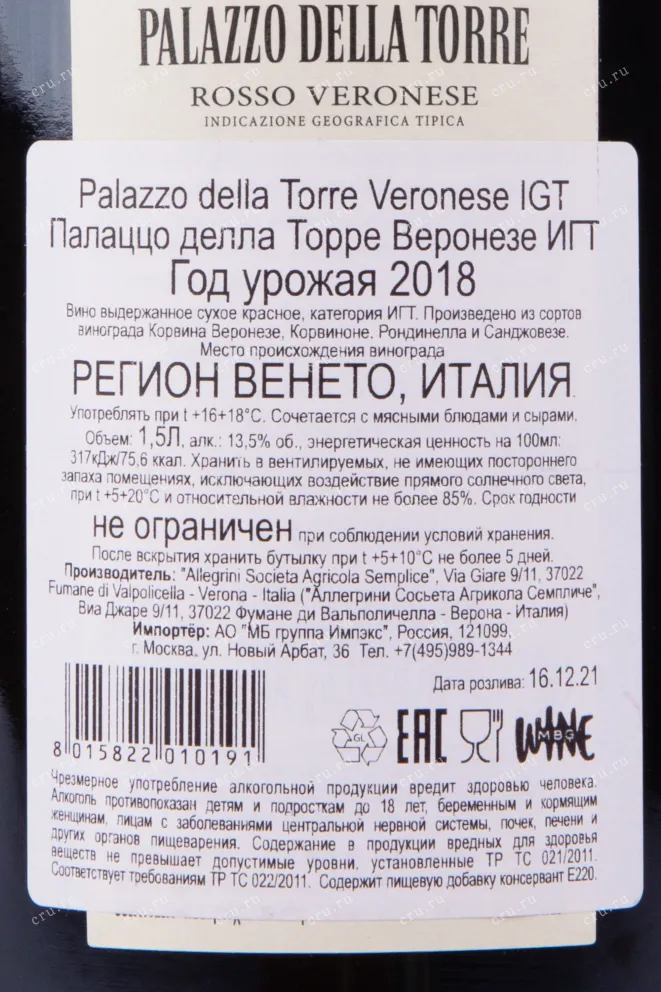 PALAZZO DELLA TORRE
ROSSO VERONESE
INDICAZIONE GEOGRAFICA TIPICA
Palazzo della Torre Veronese IGT
Палаццо делла Торре Веронезе ИГТ
Год урожая 2018
Вино выдержанное сухое красное, категория ИГТ. Произведено из сортов
винограда Корвина Веронезе, Корвиноне. Рондинелла и Санджовезе.
Место происхождения винограда
РЕГИОН ВЕНЕТО, ИТАЛИЯ
Употреблять при t +16+18°С. Сочетается с мясными блюдами и сырами.
Объем: 1,5Л, алк.: 13,5% об., энергетическая ценность на 100мл:
317кДж/75,6 ккал. Хранить в вентилируемых, не имеющих постороннего
запаха помещениях, исключающих воздействие прямого солнечного света,
при t +5+20°С и относительной влажности не более 85%. Срок годности
не ограничен при соблюдении условий хранения.
После вскрытия хранить бутылку при t +5+10°С не более 5 дней.
Производитель: "Allegrini Societa Agricola Semplice", Via Giare 9/11, 37022
Fumane di Valpolicella - Verona - Italia ("Аллегрини Сосьета Агрикола Семпличе",
Виа Джаре 9/11, 37022 Фумане ди Вальполичелла - Верона - Италия)
Импортёр: АО "МБ группа Импэкс", Россия, 121099,
г. Москва, ул. Новый Арбат, 36 Тел. +7(495)989-1344
Дата розлива: 16.12.21
8 015822 010191
GL EAC WINE MBG
Чрезмерное употребление алкогольной продукции вредит здоровью человека.
Алкоголь противопоказан детям и подросткам до 18 лет, беременным и кормящим
женщинам, лицам с заболеваниями центральной нервной системы, почек, печени и
других органов пищеварения. Содержание в продукции вредных для здоровья
веществ не превышает допустимые уровни, установленные ТР ТС 021/2011.
Соответствует требованиям ТР ТС 022/2011. Содержит пищевую добавку консервант Е220.
cru.ru